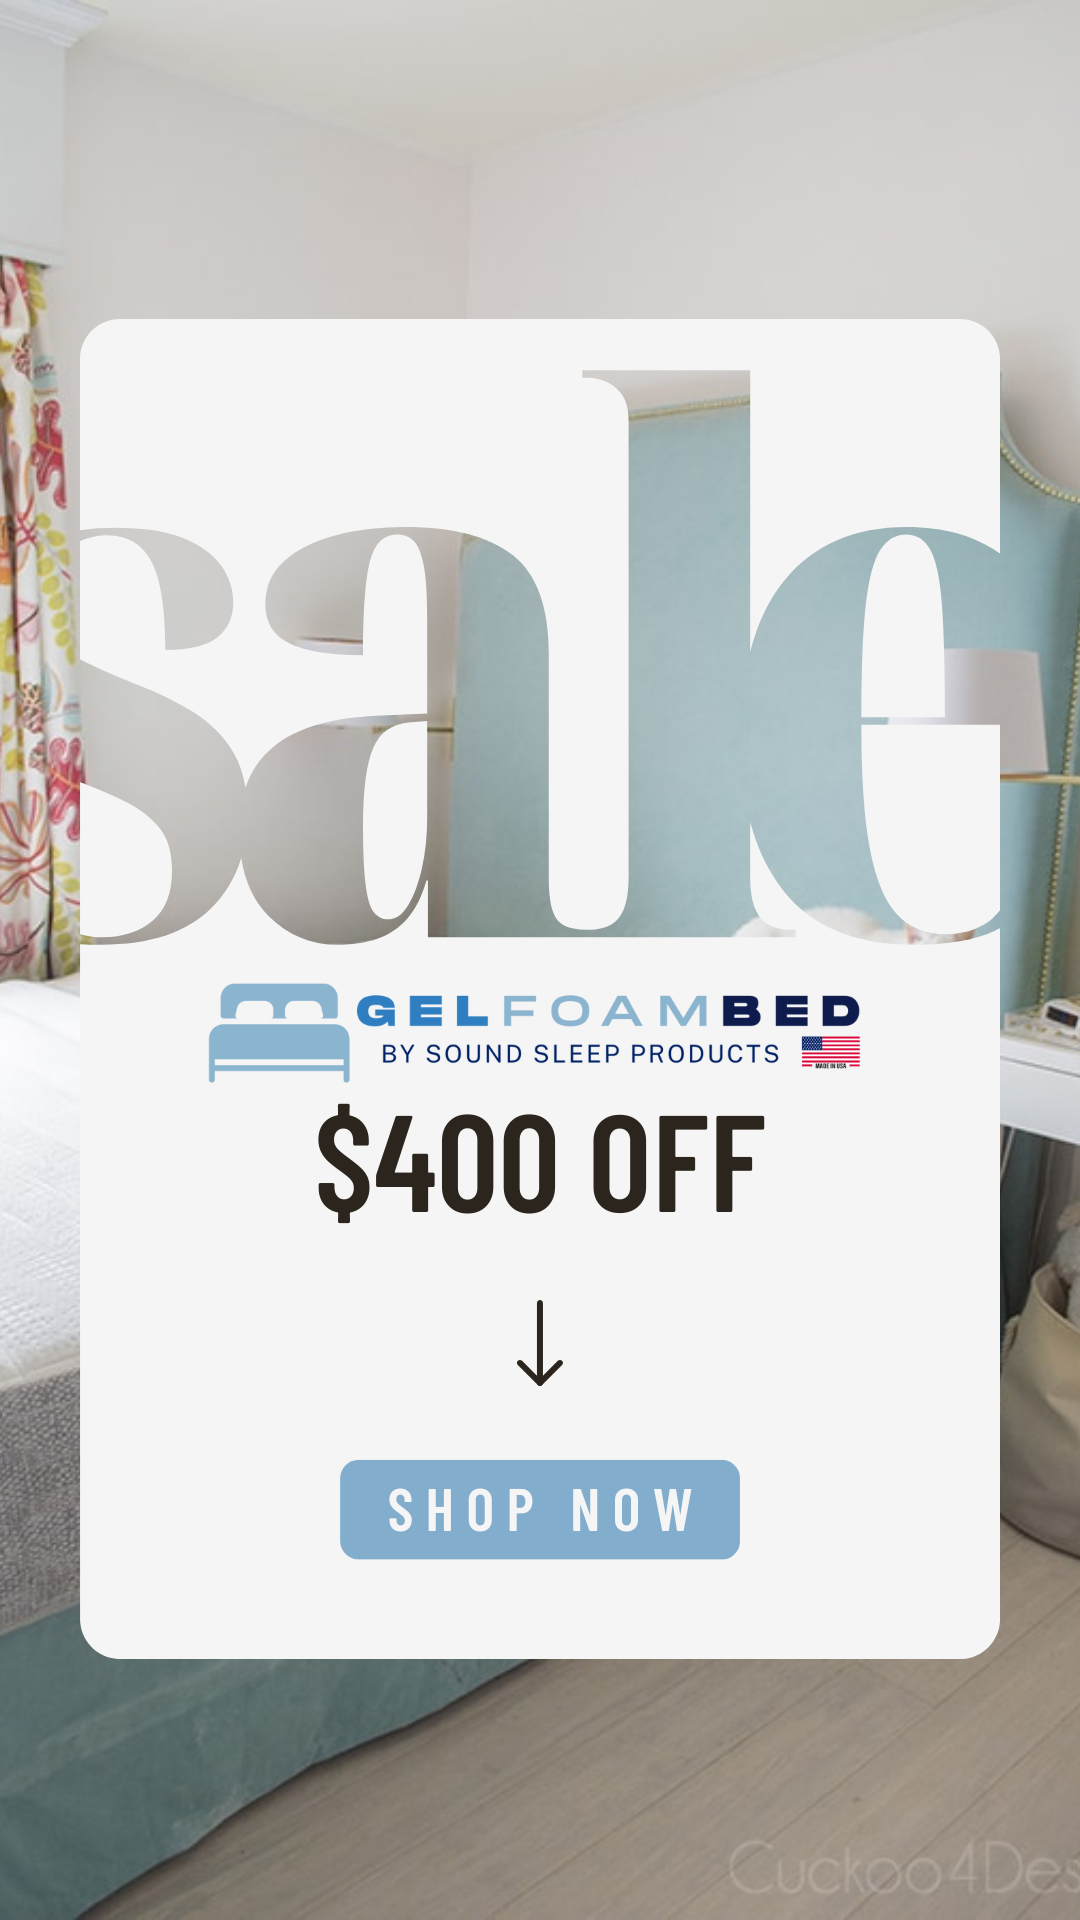 sale
GELFOAMBED
BY SOUND SLEEP PRODUCTS
MADE IN USA
$400 OFF
SHOP NOW
Cuckoo4Des